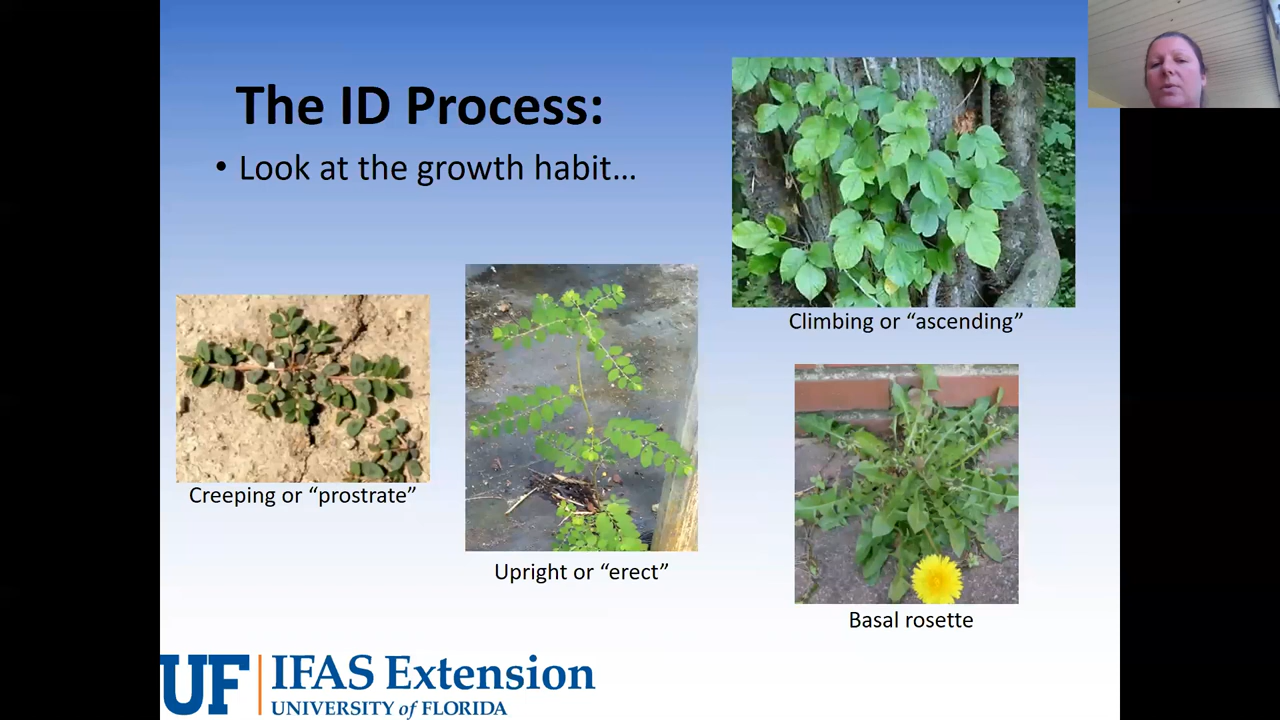 The ID Process:
• Look at the growth habit…
Climbing or “ascending”
Creeping or “prostrate”
Upright or “erect”
Basal rosette
UF IFAS Extension
UNIVERSITY of FLORIDA